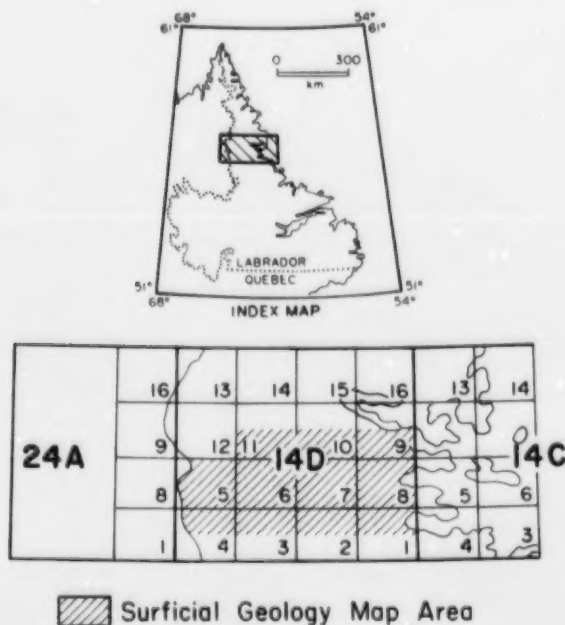 68° 54°
61° 61°
0 300
km
LABRADOR
QUEBEC
51° 51°
68° 54°
INDEX MAP
16 13 14 15 16 13 14
24A 9 12 11 14D 10 9 14C
8 5 6 7 8 5 6
1 4 3 2 1 4 3
Surficial Geology Map Area